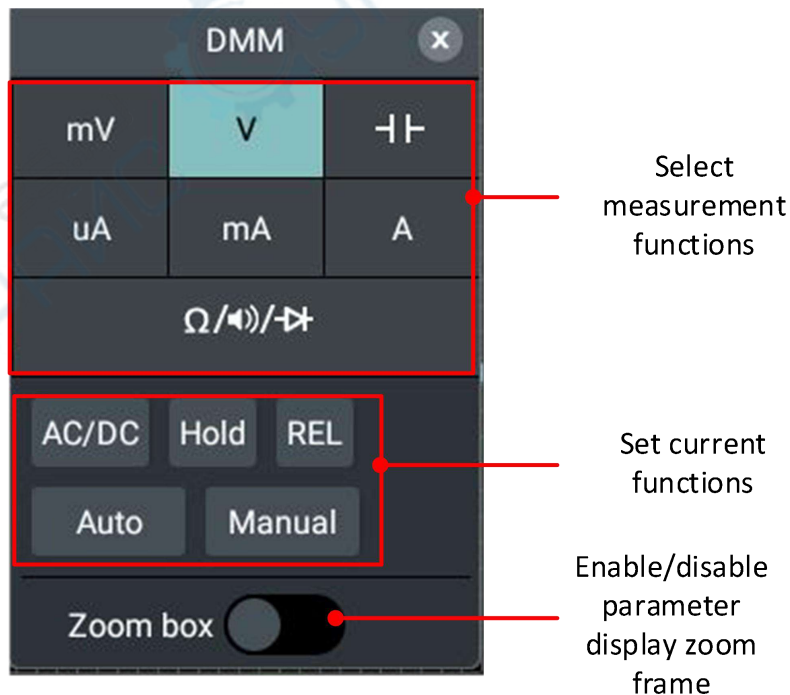 DMM
mV V
uA mA A
Ω/ /
AC/DC Hold REL
Auto Manual
Zoom box
Select
measurement
functions
Set current
functions
Enable/disable
parameter
display zoom
frame